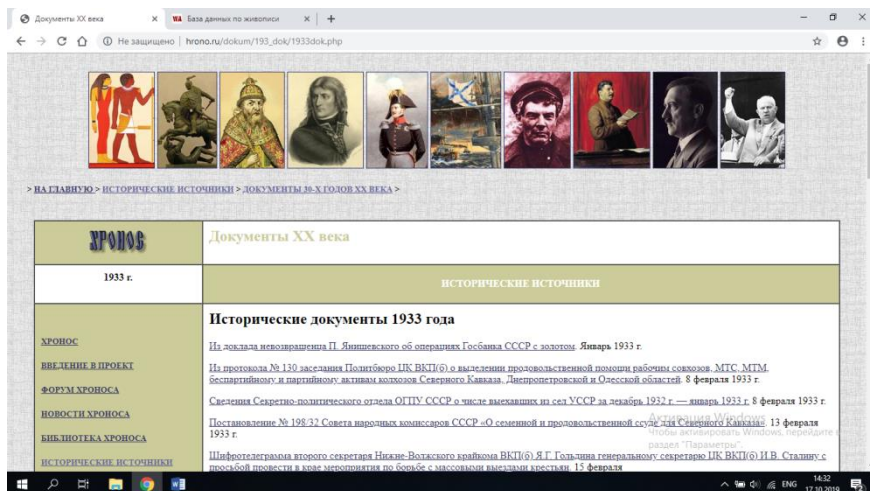 Документы XX века
WA База данных по живописи
Не защищено | hrono.ru/dokum/193_dok/1933dok.php
> НА ГЛАВНУЮ > ИСТОРИЧЕСКИЕ ИСТОЧНИКИ > ДОКУМЕНТЫ 30-Х ГОДОВ XX ВЕКА >
ХРОНОС
Документы XX века
1933 г.
ИСТОРИЧЕСКИЕ ИСТОЧНИКИ
ХРОНОС
ВВЕДЕНИЕ В ПРОЕКТ
ФОРУМ ХРОНОСА
НОВОСТИ ХРОНОСА
БИБЛИОТЕКА ХРОНОСА
ИСТОРИЧЕСКИЕ ИСТОЧНИКИ
Исторические документы 1933 года
Из доклада невозвращенца П. Янишевского об операциях Госбанка СССР с золотом. Январь 1933 г.
Из протокола № 130 заседания Политбюро ЦК ВКП(б) о выделении продовольственной помощи рабочим совхозов, МТС, МТМ,
беспартийному и партийному активам колхозов Северного Кавказа, Днепропетровской и Одесской областей. 8 февраля 1933 г.
Сведения Секретно-политического отдела ОГПУ СССР о числе выехавших из сел УССР за декабрь 1932 г. — январь 1933 г. 8 февраля 1933 г.
Постановление № 198/32 Совета народных комиссаров СССР «О семенной и продовольственной ссуде для Северного Кавказа». 13 февраля
1933 г.
Шифротелеграмма второго секретаря Нижне-Волжского крайкома ВКП(б) Я.Г. Гольдина генеральному секретарю ЦК ВКП(б) И.В. Сталину с
просьбой провести в крае мероприятия по борьбе с массовыми выездами крестьян. 15 февраля
Активация Windows
Чтобы активировать Windows, перейдите в
раздел "Параметры".
ENG
14:32
17.10.2019